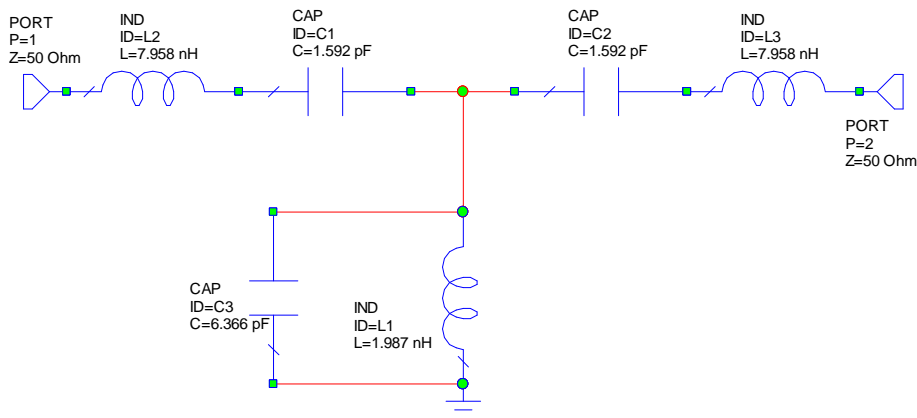 PORT
P=1
Z=50 Ohm
IND
ID=L2
L=7.958 nH
CAP
ID=C1
C=1.592 pF
CAP
ID=C2
C=1.592 pF
IND
ID=L3
L=7.958 nH
PORT
P=2
Z=50 Ohm
CAP
ID=C3
C=6.366 pF
IND
ID=L1
L=1.987 nH